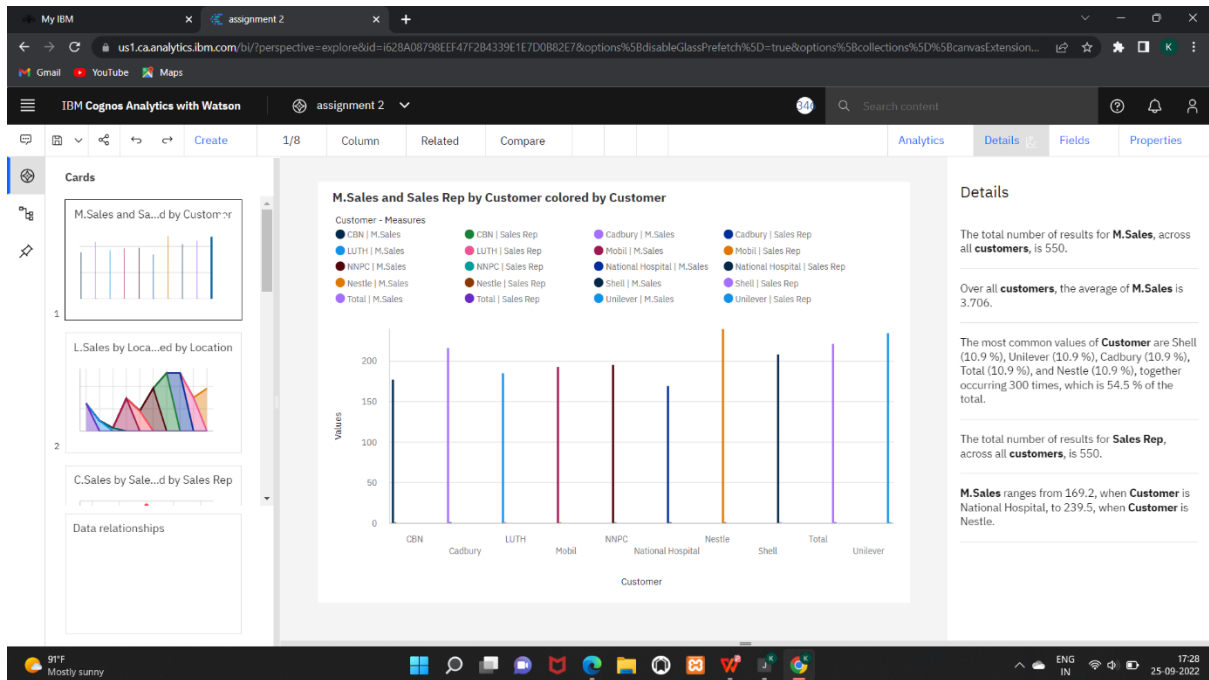 My IBM
assignment 2
us1.ca.analytics.ibm.com/bi/?perspective=explore&id=i628A08798EEF47F2B4339E1E7D0B82E7&options%5BdisableGlassPrefetch%5D=true&options%5Bcollections%5D%5BcanvasExtension...
K
Gmail YouTube Maps
IBM Cognos Analytics with Watson
assignment 2
Search content
Create 1/8 Column Related Compare
Analytics Details Fields Properties
Cards
M.Sales and Sa...d by Customer
1
L.Sales by Loca...ed by Location
2
C.Sales by Sale...d by Sales Rep
Data relationships
M.Sales and Sales Rep by Customer colored by Customer
Customer - Measures
CBN | M.Sales CBN | Sales Rep Cadbury | M.Sales Cadbury | Sales Rep
LUTH | M.Sales LUTH | Sales Rep Mobil | M.Sales Mobil | Sales Rep
NNPC | M.Sales NNPC | Sales Rep National Hospital | M.Sales National Hospital | Sales Rep
Nestle | M.Sales Nestle | Sales Rep Shell | M.Sales Shell | Sales Rep
Total | M.Sales Total | Sales Rep Unilever | M.Sales Unilever | Sales Rep
Values
200
150
100
50
0
CBN LUTH NNPC Nestle Total
Cadbury Mobil National Hospital Shell Unilever
Customer
Details
The total number of results for M.Sales, across
all customers, is 550.
Over all customers, the average of M.Sales is
3.706.
The most common values of Customer are Shell
(10.9 %), Unilever (10.9 %), Cadbury (10.9 %),
Total (10.9 %), and Nestle (10.9 %), together
occurring 300 times, which is 54.5 % of the
total.
The total number of results for Sales Rep,
across all customers, is 550.
M.Sales ranges from 169.2, when Customer is
National Hospital, to 239.5, when Customer is
Nestle.
91°F
Mostly sunny
ENG
IN
17:28
25-09-2022